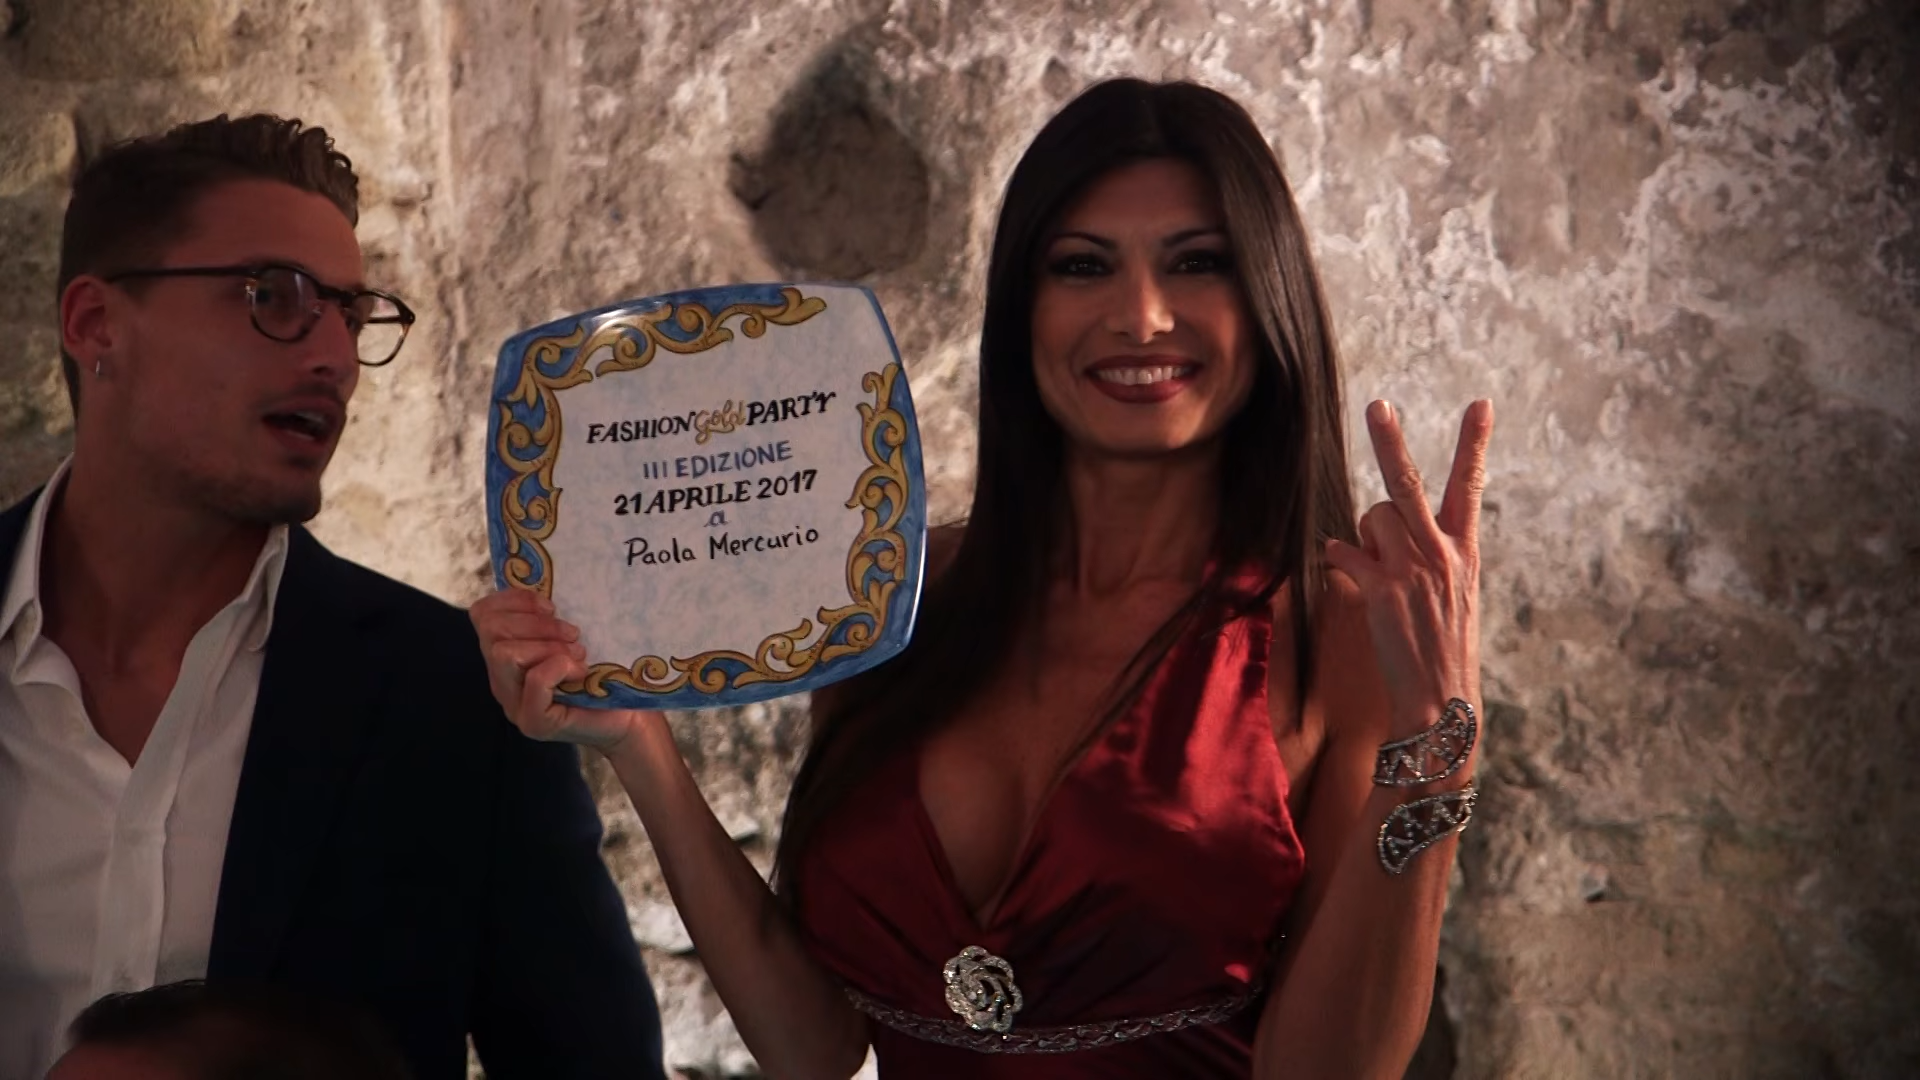 FASHION gold PARTY
III EDIZIONE
21 APRILE 2017
a
Paola Mercurio